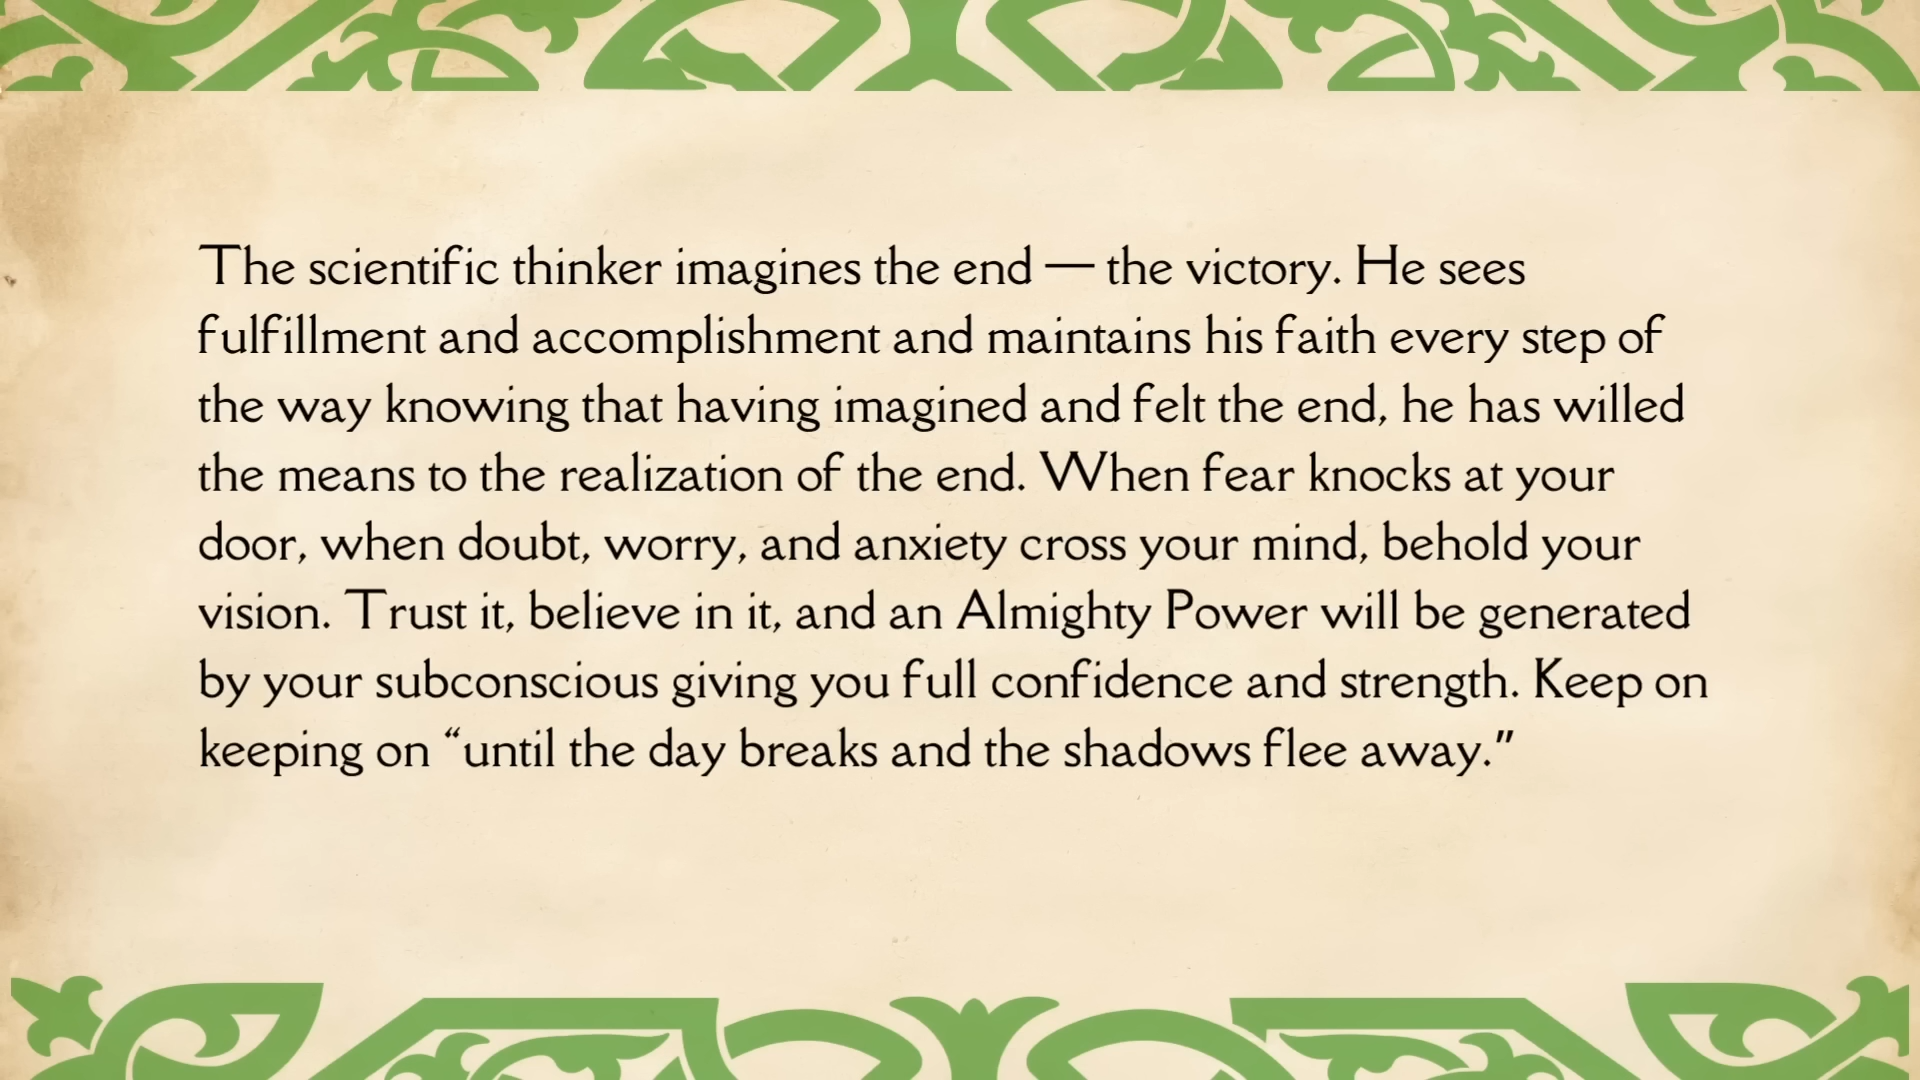 The scientific thinker imagines the end — the victory. He sees
fulfillment and accomplishment and maintains his faith every step of
the way knowing that having imagined and felt the end, he has willed
the means to the realization of the end. When fear knocks at your
door, when doubt, worry, and anxiety cross your mind, behold your
vision. Trust it, believe in it, and an Almighty Power will be generated
by your subconscious giving you full confidence and strength. Keep on
keeping on “until the day breaks and the shadows flee away.”